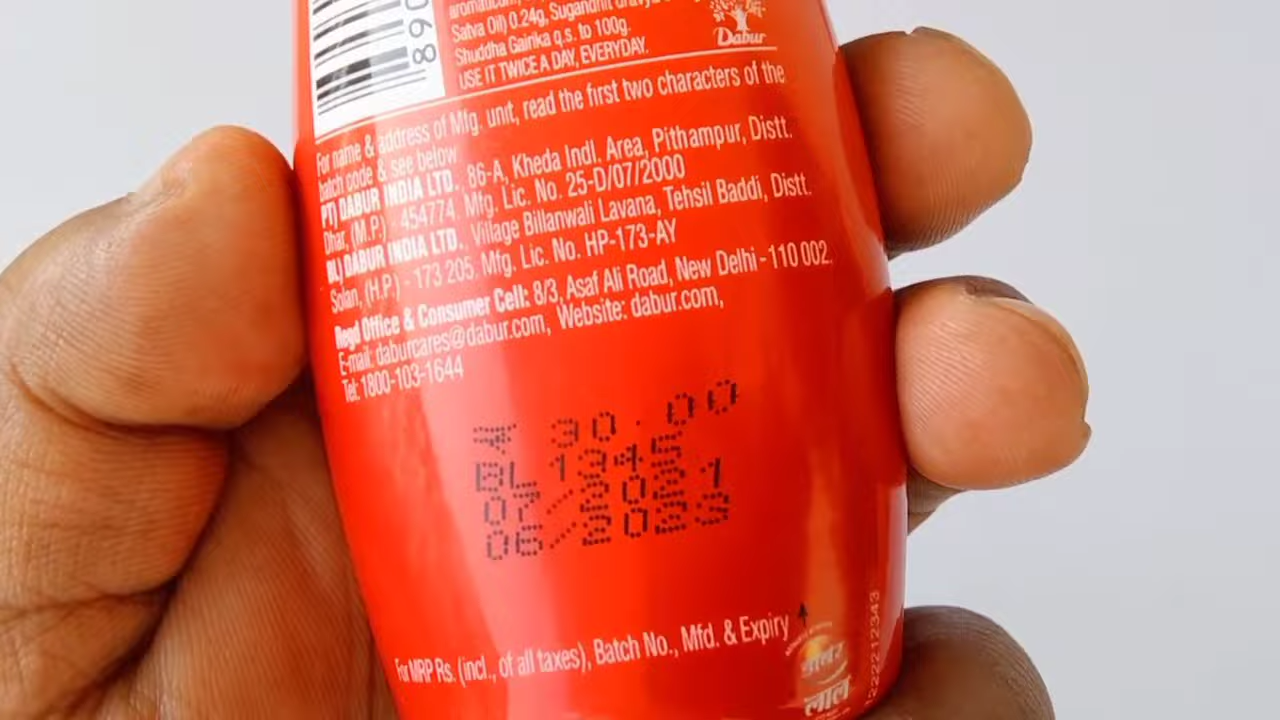 068
Satva Oil) 0.24g, Sugandhit dravya
Shuddha Gairika q.s. to 100g.
USE IT TWICE A DAY, EVERYDAY.
Dabur
For name & address of Mfg. unit, read the first two characters of the
batch code & see below
PT) DABUR INDIA LTD. 86-A, Kheda Indl. Area, Pithampur, Distt.
Dhar, (M.P.) - 454774. Mfg. Lic. No. 25-D/07/2000
BL) DABUR INDIA LTD. Village Billanwali Lavana, Tehsil Baddi, Distt.
Solan, (H.P.) - 173 205. Mfg. Lic. No. HP-173-AY
Regd Office & Consumer Cell: 8/3, Asaf Ali Road, New Delhi - 110 002.
E-mail: daburcares@dabur.com, Website: dabur.com,
Tel: 1800-103-1644
₹ 30.00
BL1345
07/2021
06/2023
For MRP Rs. (incl., of all taxes), Batch No., Mfd. & Expiry
डाबर
लाल
222212343